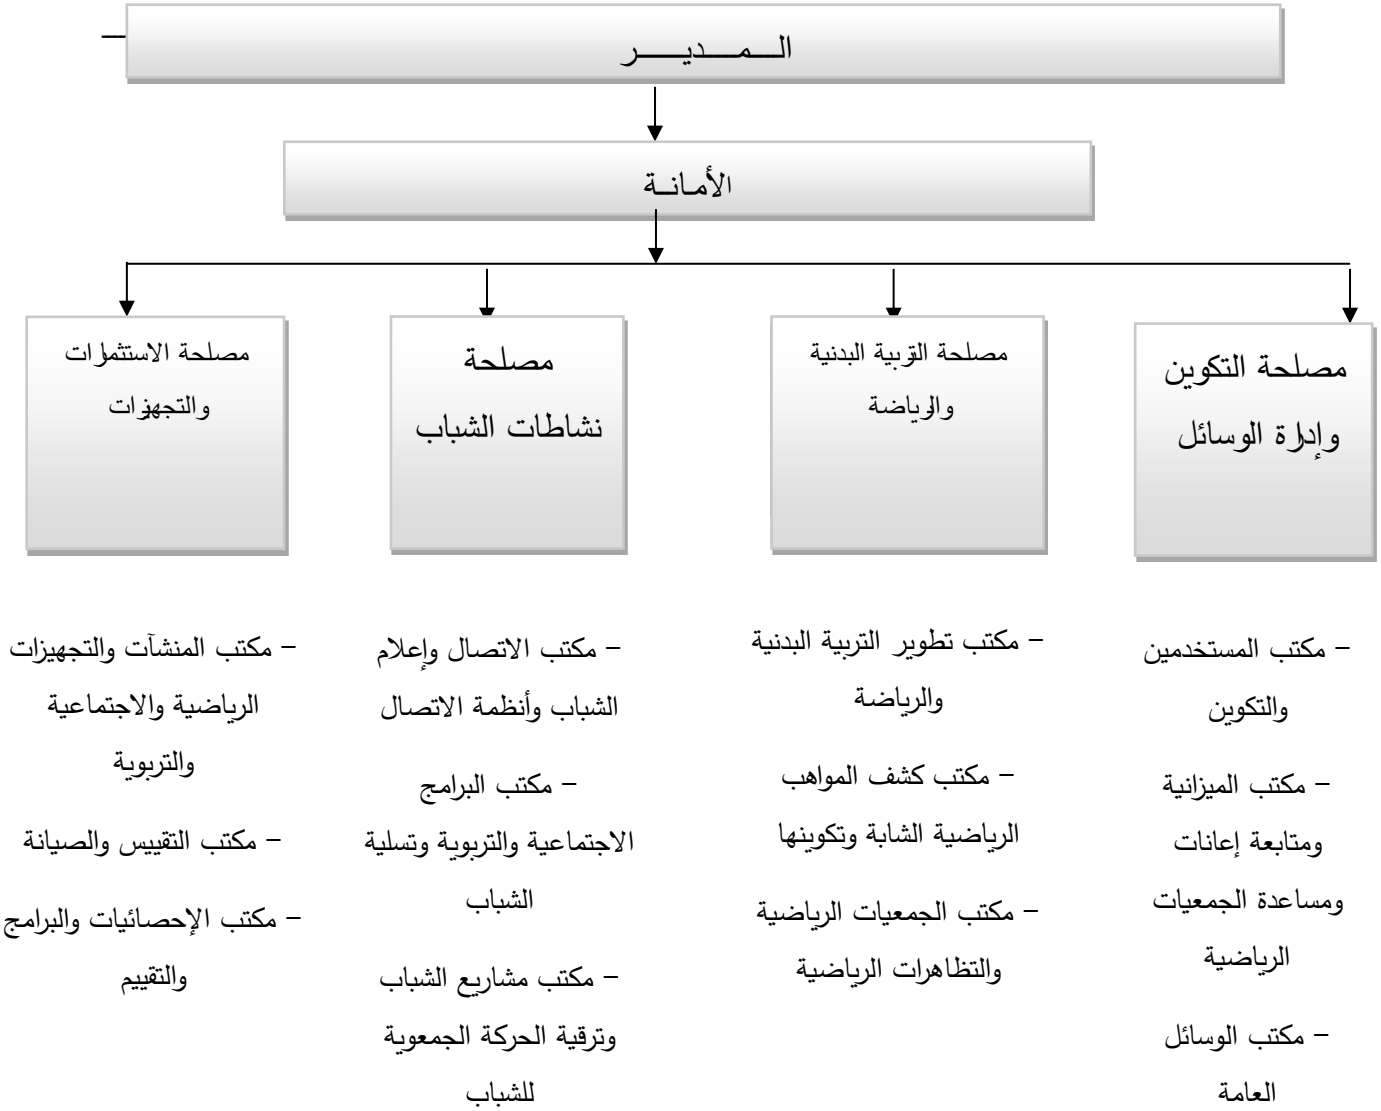 المدير
الأمانة
مصلحة التكوين
وإدارة الوسائل
مصلحة التربية البدنية
والرياضة
مصلحة
نشاطات الشباب
مصلحة الاستثمارات
والتجهيزات
– مكتب المستخدمين
والتكوين
– مكتب الميزانية
ومتابعة إعانات
ومساعدة الجمعيات
الرياضية
– مكتب الوسائل
العامة
– مكتب تطوير التربية البدنية
والرياضة
– مكتب كشف المواهب
الرياضية الشابة وتكوينها
– مكتب الجمعيات الرياضية
والتظاهرات الرياضية
– مكتب الاتصال وإعلام
الشباب وأنظمة الاتصال
– مكتب البرامج
الاجتماعية والتربوية وتسلية
الشباب
– مكتب مشاريع الشباب
وترقية الحركة الجمعوية
للشباب
– مكتب المنشآت والتجهيزات
الرياضية والاجتماعية
والتربوية
– مكتب التقييس والصيانة
– مكتب الإحصائيات والبرامج
والتقييم